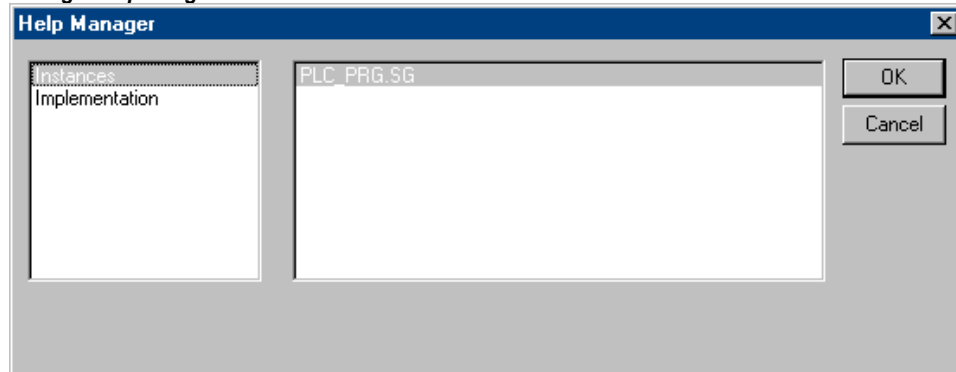 Help Manager
Instances
Implementation
PLC_PRG.SG
OK
Cancel